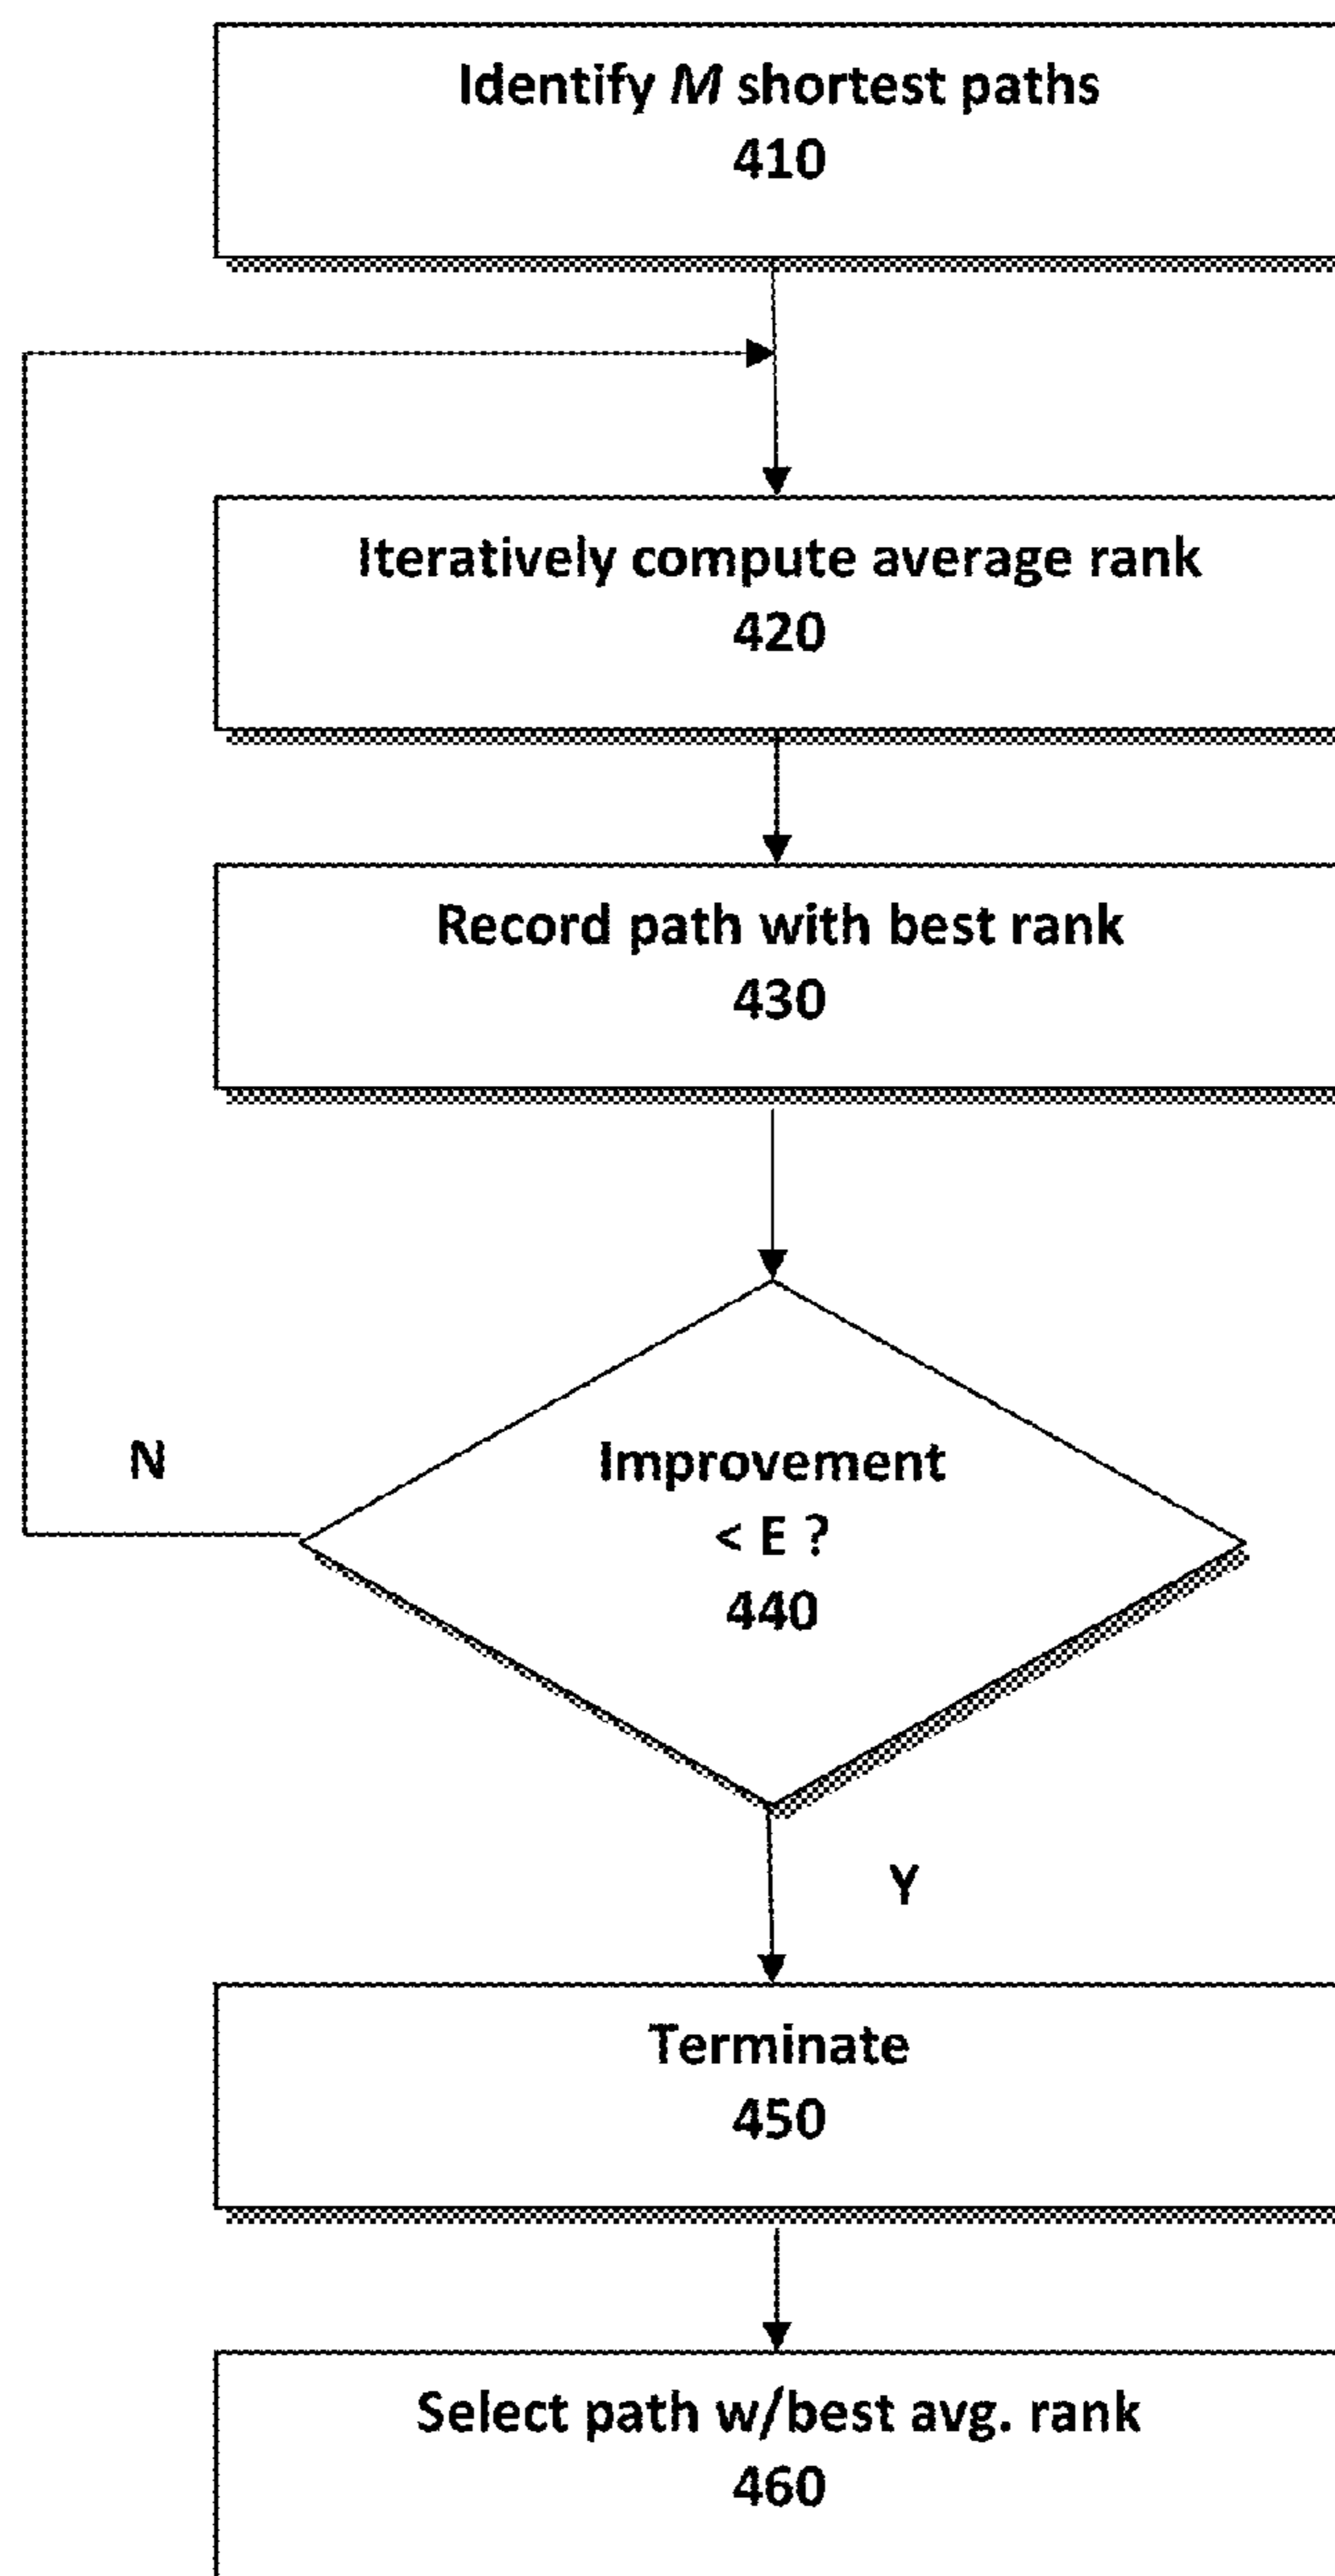 Identify M shortest paths
410
Iteratively compute average rank
420
Record path with best rank
430
Improvement
< E ?
440
N
Y
Terminate
450
Select path w/best avg. rank
460